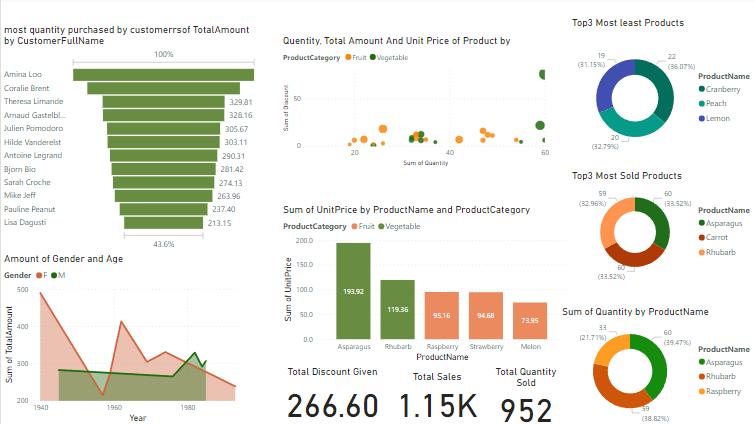 most quantity purchased by customerrsof TotalAmount
by CustomerFullName
100%
Amina Loo
Coralie Brent
Theresa Limande 329.81
Arnaud Gastelbl... 328.16
Julien Pomodoro 305.67
Hilde Vanderelst 303.11
Antoine Legrand 290.31
Bjorn Bio 281.42
Sarah Croche 274.13
Mike Jeff 263.96
Pauline Peanut 237.40
Lisa Dagusti 213.15
43.6%
Amount of Gender and Age
Gender F M
Sum of TotalAmount
500
400
300
200
1940 1960 1980
Year
Quentity, Total Amount And Unit Price of Product by
ProductCategory Fruit Vegetable
Sum of Discount
50
0
20 40 60
Sum of Quantity
Sum of UnitPrice by ProductName and ProductCategory
ProductCategory Fruit Vegetable
Sum of UnitPrice
200.0
150.0
100.0
50.0
0.0
193.92
119.36
95.16
94.68
73.95
Asparagus Rhubarb Raspberry Strawberry Melon
ProductName
Total Discount Given
266.60
Total Sales
1.15K
Total Quantity
Sold
952
Top3 Most least Products
19
(31.15%)
22
(36.07%)
20
(32.79%)
ProductName
Cranberry
Peach
Lemon
Top3 Most Sold Products
59
(32.96%)
60
(33.52%)
60
(33.52%)
ProductName
Asparagus
Carrot
Rhubarb
Sum of Quantity by ProductName
33
(21.71%)
60
(39.47%)
59
(38.82%)
ProductName
Asparagus
Rhubarb
Raspberry